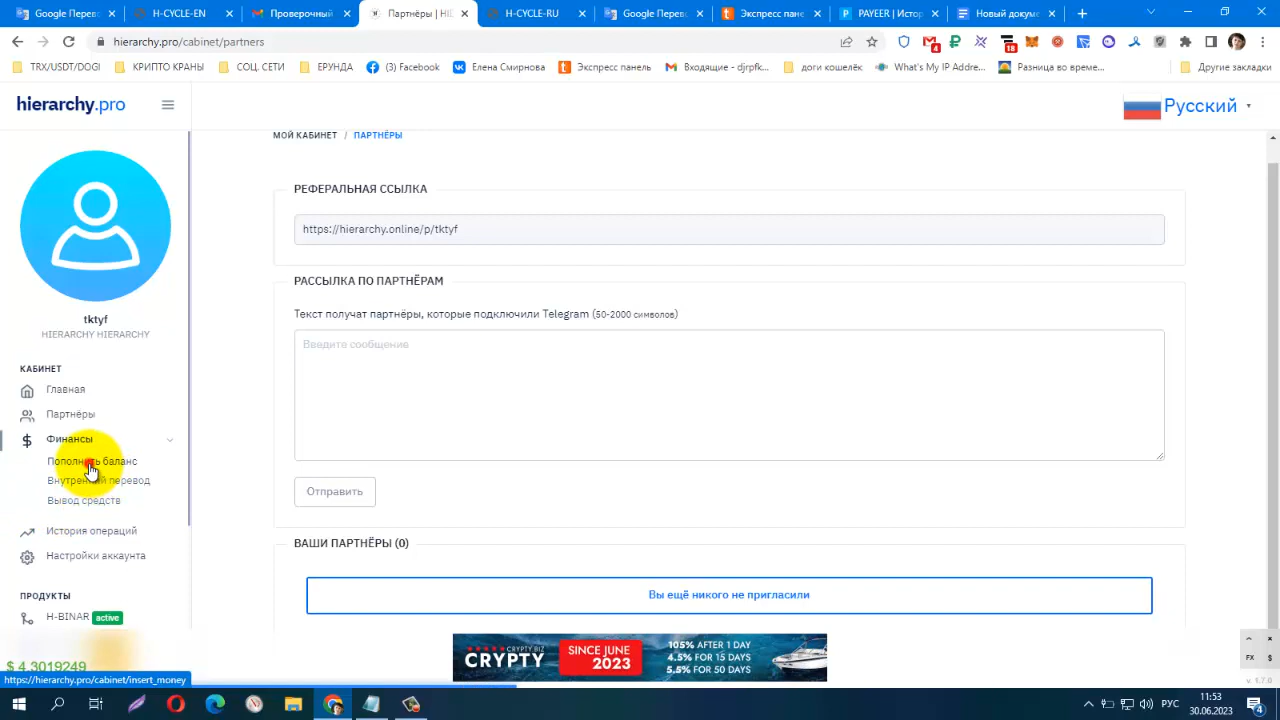 Google Перев
H-CYCLE-EN
Проверочный
Партнёры | HI
H-CYCLE-RU
Google Перев
Экспресс пан
PAYEER | Истор
Новый докуме
hierarchy.pro/cabinet/partners
4
18
TRX/USDT/DOGI
КРИПТО КРАНЫ
СОЦ. СЕТИ
ЕРУНДА
(3) Facebook
Елена Смирнова
Экспресс панель
Входящие - djrpfk...
доги кошелёк
What's My IP Addre...
Разница во време...
Другие закладки
hierarchy.pro
Русский
МОЙ КАБИНЕТ / ПАРТНЁРЫ
РЕФЕРАЛЬНАЯ ССЫЛКА
https://hierarchy.online/p/tktyf
РАССЫЛКА ПО ПАРТНЁРАМ
Текст получат партнёры, которые подключили Telegram (50-2000 символов)
Введите сообщение
Отправить
ВАШИ ПАРТНЁРЫ (0)
Вы ещё никого не пригласили
tktyf
HIERARCHY HIERARCHY
КАБИНЕТ
Главная
Партнёры
Финансы
Пополнить баланс
Внутренний перевод
Вывод средств
История операций
Настройки аккаунта
ПРОДУКТЫ
H-BINAR active
$ 4.3019249
https://hierarchy.pro/cabinet/insert_money
CRYPTY.BIZ
CRYPTY
SINCE JUNE
2023
105% AFTER 1 DAY
4.5% FOR 15 DAYS
5.5% FOR 50 DAYS
FX $
v 1.7.0
РУС
11:53
30.06.2023
4